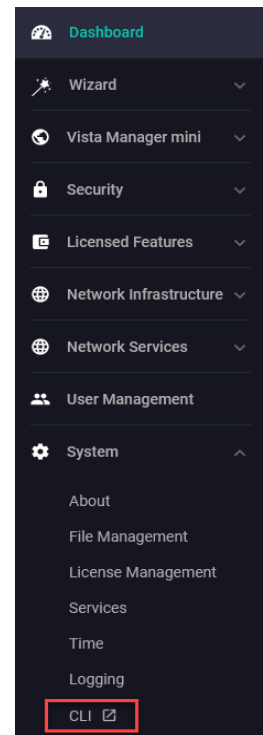 Dashboard
Wizard
Vista Manager mini
Security
Licensed Features
Network Infrastructure
Network Services
User Management
System
About
File Management
License Management
Services
Time
Logging
CLI